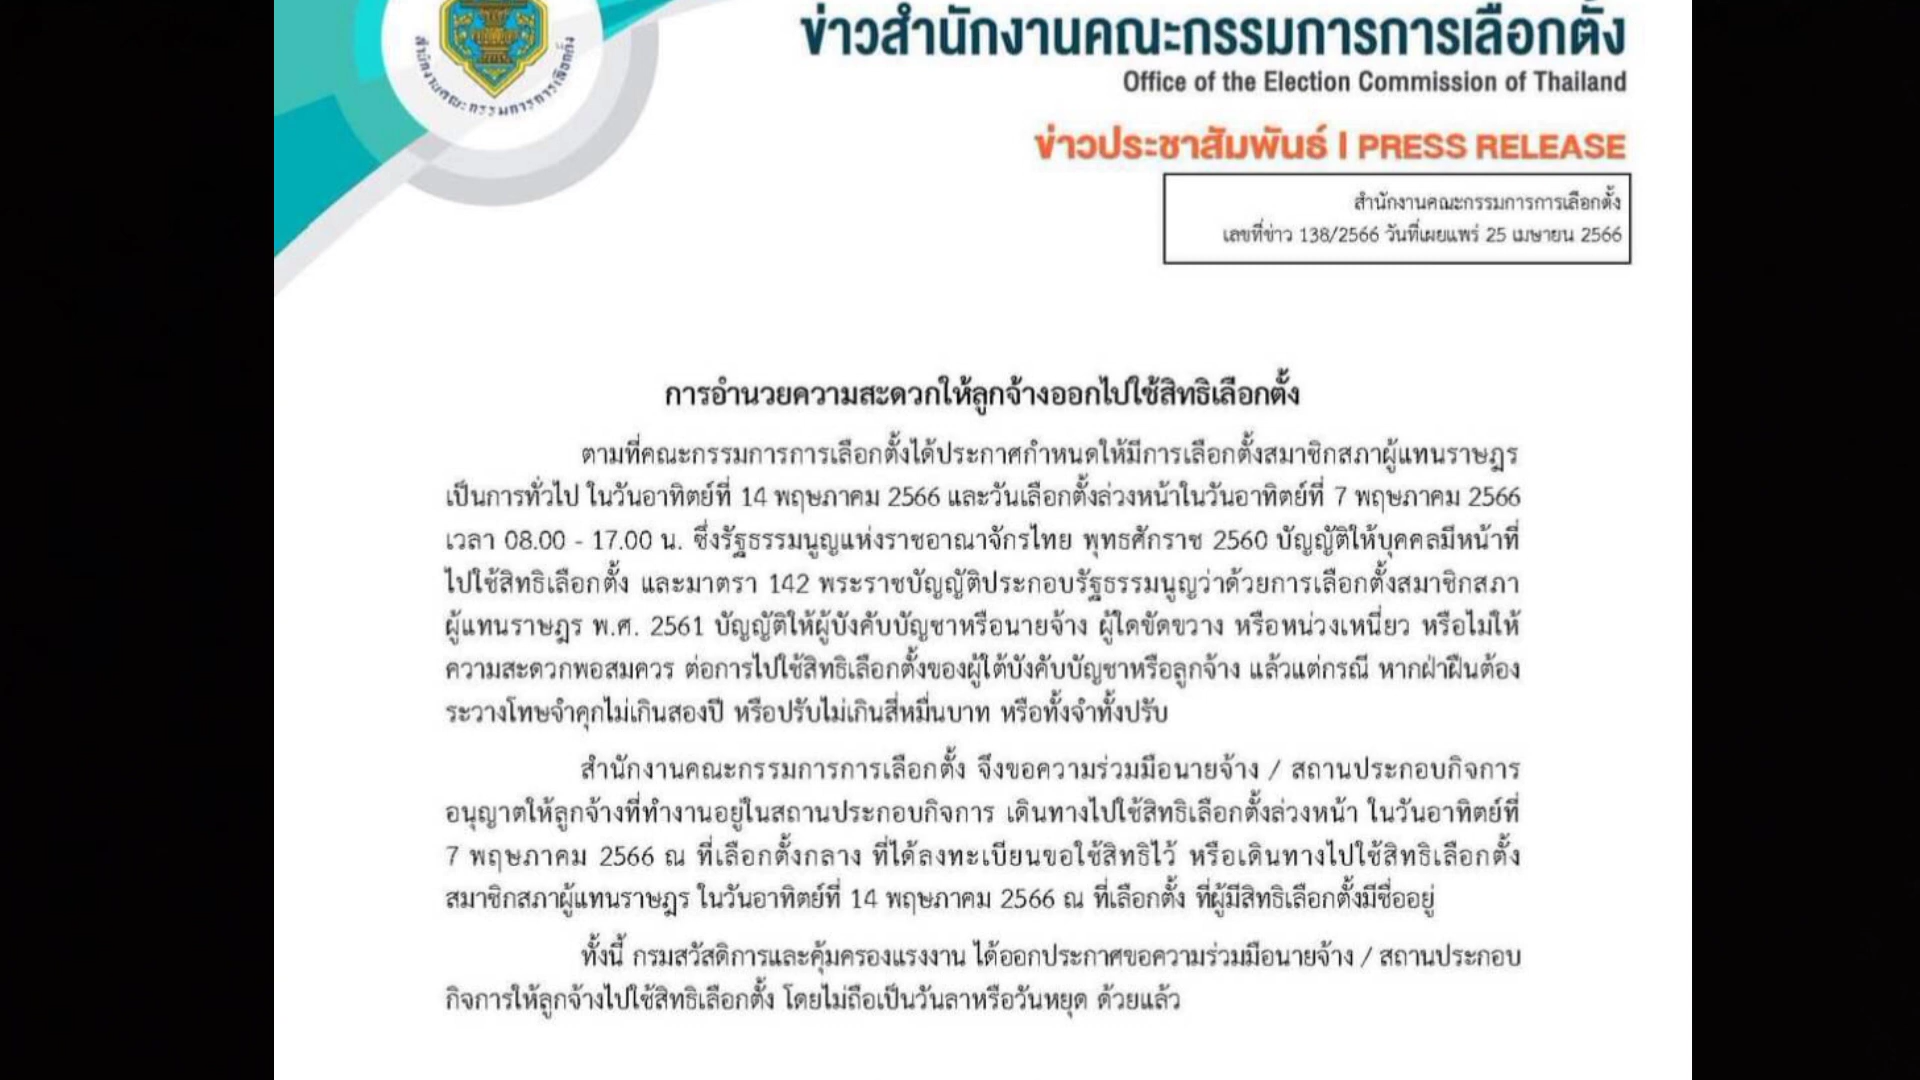 ข่าวสำนักงานคณะกรรมการการเลือกตั้ง
Office of the Election Commission of Thailand
สำนักงานคณะกรรมการการเลือกตั้ง
ข่าวประชาสัมพันธ์ | PRESS RELEASE
สำนักงานคณะกรรมการการเลือกตั้ง
เลขที่ข่าว 138/2566 วันที่เผยแพร่ 25 เมษายน 2566
การอำนวยความสะดวกให้ลูกจ้างออกไปใช้สิทธิเลือกตั้ง
ตามที่คณะกรรมการการเลือกตั้งได้ประกาศกำหนดให้มีการเลือกตั้งสมาชิกสภาผู้แทนราษฎร
เป็นการทั่วไป ในวันอาทิตย์ที่ 14 พฤษภาคม 2566 และวันเลือกตั้งล่วงหน้าในวันอาทิตย์ที่ 7 พฤษภาคม 2566
เวลา 08.00 - 17.00 น. ซึ่งรัฐธรรมนูญแห่งราชอาณาจักรไทย พุทธศักราช 2560 บัญญัติให้บุคคลมีหน้าที่
ไปใช้สิทธิเลือกตั้ง และมาตรา 142 พระราชบัญญัติประกอบรัฐธรรมนูญว่าด้วยการเลือกตั้งสมาชิกสภา
ผู้แทนราษฎร พ.ศ. 2561 บัญญัติให้ผู้บังคับบัญชาหรือนายจ้าง ผู้ใดขัดขวาง หรือหน่วงเหนี่ยว หรือไม่ให้
ความสะดวกพอสมควร ต่อการไปใช้สิทธิเลือกตั้งของผู้ใต้บังคับบัญชาหรือลูกจ้าง แล้วแต่กรณี หากฝ่าฝืนต้อง
ระวางโทษจำคุกไม่เกินสองปี หรือปรับไม่เกินสี่หมื่นบาท หรือทั้งจำทั้งปรับ
สำนักงานคณะกรรมการการเลือกตั้ง จึงขอความร่วมมือนายจ้าง / สถานประกอบกิจการ
อนุญาตให้ลูกจ้างที่ทำงานอยู่ในสถานประกอบกิจการ เดินทางไปใช้สิทธิเลือกตั้งล่วงหน้า ในวันอาทิตย์ที่
7 พฤษภาคม 2566 ณ ที่เลือกตั้งกลาง ที่ได้ลงทะเบียนขอใช้สิทธิไว้ หรือเดินทางไปใช้สิทธิเลือกตั้ง
สมาชิกสภาผู้แทนราษฎร ในวันอาทิตย์ที่ 14 พฤษภาคม 2566 ณ ที่เลือกตั้ง ที่ผู้มีสิทธิเลือกตั้งมีชื่ออยู่
ทั้งนี้ กรมสวัสดิการและคุ้มครองแรงงาน ได้ออกประกาศขอความร่วมมือนายจ้าง / สถานประกอบ
กิจการให้ลูกจ้างไปใช้สิทธิเลือกตั้ง โดยไม่ถือเป็นวันลาหรือวันหยุด ด้วยแล้ว